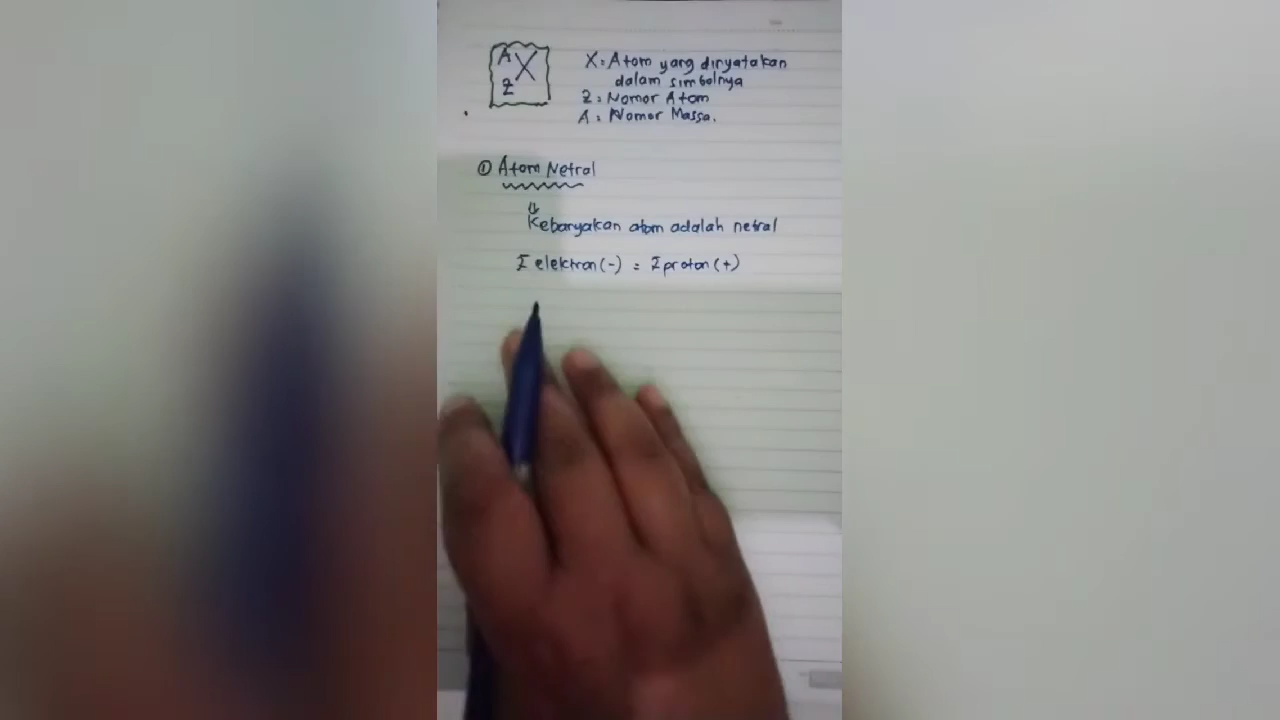 A X
Z
X = Atom yang dinyatakan
dalam simbolnya
Z = Nomor Atom
A = Nomor Massa.
① Atom Netral
⇓
Kebanyakan atom adalah netral
Σ elektron (-) = Σ proton (+)